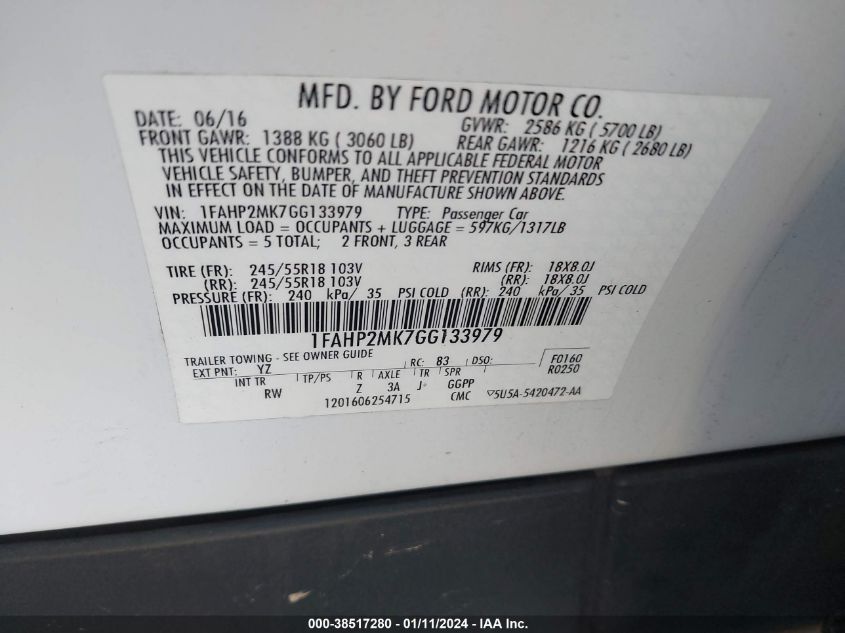 MFD. BY FORD MOTOR CO.
DATE: 06/16 GVWR: 2586 KG ( 5700 LB)
FRONT GAWR: 1388 KG ( 3060 LB) REAR GAWR: 1216 KG ( 2680 LB)
THIS VEHICLE CONFORMS TO ALL APPLICABLE FEDERAL MOTOR
VEHICLE SAFETY, BUMPER, AND THEFT PREVENTION STANDARDS
IN EFFECT ON THE DATE OF MANUFACTURE SHOWN ABOVE.
VIN: 1FAHP2MK7GG133979 TYPE: Passenger Car
MAXIMUM LOAD = OCCUPANTS + LUGGAGE = 597KG/1317LB
OCCUPANTS = 5 TOTAL; 2 FRONT, 3 REAR
TIRE (FR): 245/55R18 103V RIMS (FR): 18X8.0J
(RR): 245/55R18 103V (RR): 18X8.0J
PRESSURE (FR): 240 kPa/ 35 PSI COLD (RR): 240 kPa/ 35 PSI COLD
1FAHP2MK7GG133979
TRAILER TOWING - SEE OWNER GUIDE
EXT PNT: YZ RC: 83 DSO: F0160
INT TR TP/PS R AXLE TR SPR R0250
RW Z 3A J GGPP
1201606254715 CMC 5U5A-5420472-AA
000-38517280 - 01/11/2024 - IAA Inc.